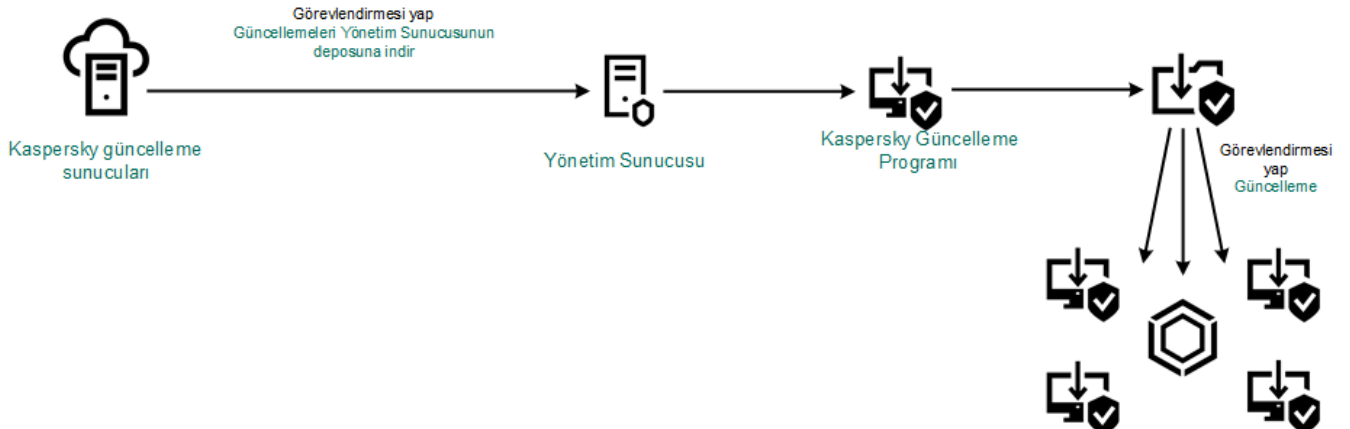 Görevlendirmesi yap
Güncellemeleri Yönetim Sunucusunun
deposuna indir
Kaspersky güncelleme
sunucuları
Yönetim Sunucusu
Kaspersky Güncelleme
Programı
Görevlendirmesi
yap
Güncelleme